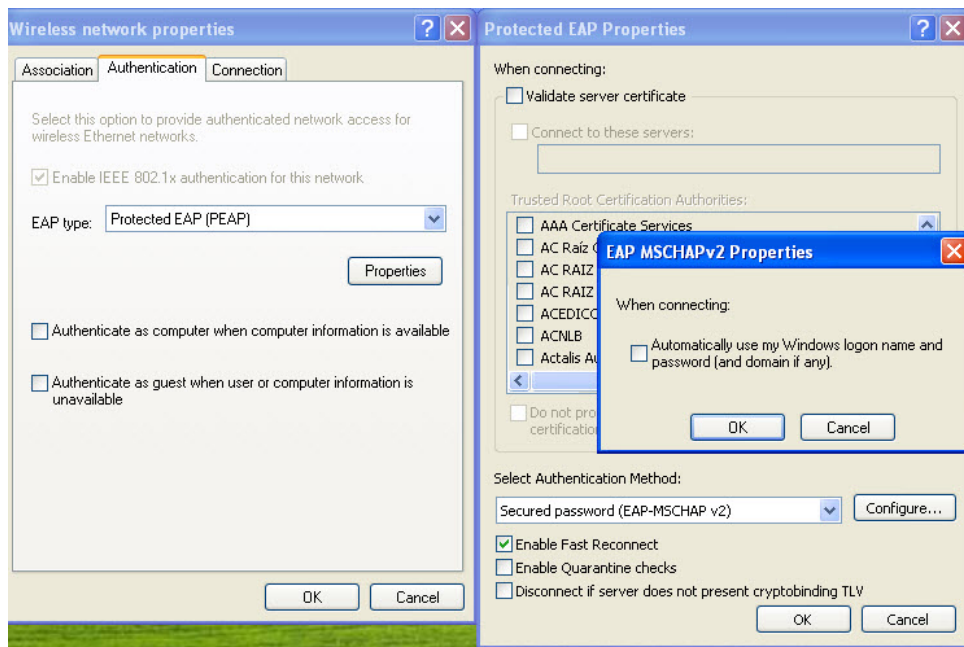 Wireless network properties
Association
Authentication
Connection
Select this option to provide authenticated network access for
wireless Ethernet networks.
Enable IEEE 802.1x authentication for this network
EAP type:
Protected EAP (PEAP)
Properties
Authenticate as computer when computer information is available
Authenticate as guest when user or computer information is
unavailable
OK
Cancel
Protected EAP Properties
When connecting:
Validate server certificate
Connect to these servers:
Trusted Root Certification Authorities:
AAA Certificate Services
AC Raíz
AC RAIZ
AC RAIZ
ACEDICO
ACNLB
Actalis
Do not pro
certification
EAP MSCHAPv2 Properties
When connecting:
Automatically use my Windows logon name and
password (and domain if any).
OK
Cancel
Select Authentication Method:
Secured password (EAP-MSCHAP v2)
Configure...
Enable Fast Reconnect
Enable Quarantine checks
Disconnect if server does not present cryptobinding TLV
OK
Cancel